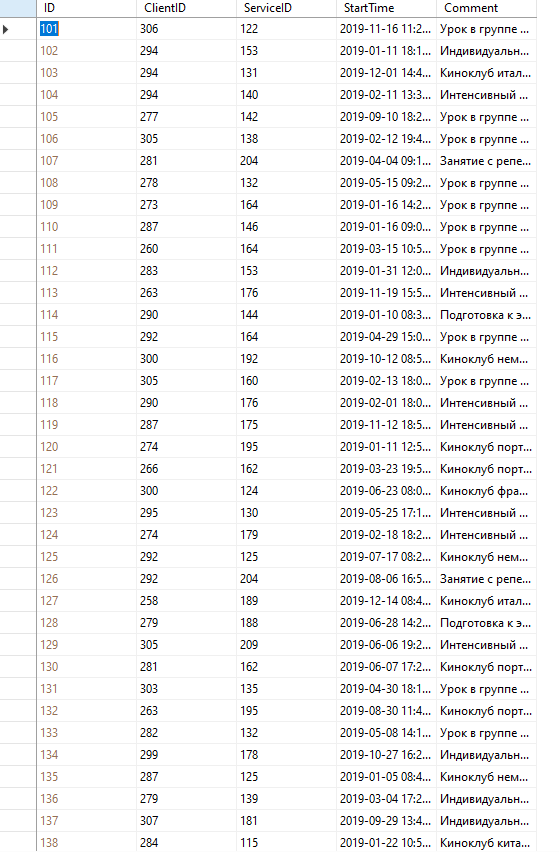 ID ClientID ServiceID StartTime Comment
101 306 122 2019-11-16 11:2... Урок в группе ...
102 294 153 2019-01-11 18:1... Индивидуальн...
103 294 131 2019-12-01 14:4... Киноклуб итал...
104 294 140 2019-02-11 13:3... Интенсивный ...
105 277 142 2019-09-10 18:2... Урок в группе ...
106 305 138 2019-02-12 19:4... Урок в группе ...
107 281 204 2019-04-04 09:1... Занятие с репе...
108 278 132 2019-05-15 09:2... Урок в группе ...
109 273 164 2019-01-16 14:2... Урок в группе ...
110 287 146 2019-01-16 09:0... Урок в группе ...
111 260 164 2019-03-15 10:5... Урок в группе ...
112 283 153 2019-01-31 12:0... Индивидуальн...
113 263 176 2019-11-19 15:5... Интенсивный ...
114 290 144 2019-01-10 08:3... Подготовка к э...
115 292 164 2019-04-29 15:0... Урок в группе ...
116 300 192 2019-10-12 08:5... Киноклуб нем...
117 305 160 2019-02-13 18:0... Урок в группе ...
118 290 176 2019-02-01 18:0... Интенсивный ...
119 287 175 2019-11-12 18:5... Интенсивный ...
120 274 195 2019-01-11 12:5... Киноклуб порт...
121 266 162 2019-03-23 19:5... Киноклуб порт...
122 300 124 2019-06-23 08:0... Киноклуб фра...
123 295 130 2019-05-25 17:1... Интенсивный ...
124 274 179 2019-02-18 18:2... Интенсивный ...
125 292 125 2019-07-17 08:2... Киноклуб нем...
126 292 204 2019-08-06 16:5... Занятие с репе...
127 258 189 2019-12-14 08:4... Киноклуб итал...
128 279 188 2019-06-28 14:2... Подготовка к э...
129 305 209 2019-06-06 19:2... Интенсивный ...
130 281 162 2019-06-07 17:2... Киноклуб порт...
131 303 135 2019-04-30 18:1... Урок в группе ...
132 263 195 2019-08-30 11:4... Киноклуб порт...
133 282 132 2019-05-08 14:1... Урок в группе ...
134 299 178 2019-10-27 16:2... Индивидуальн...
135 287 125 2019-01-05 08:4... Киноклуб нем...
136 279 139 2019-03-04 17:2... Индивидуальн...
137 307 181 2019-09-29 13:4... Индивидуальн...
138 284 115 2019-01-22 10:5... Киноклуб кита...